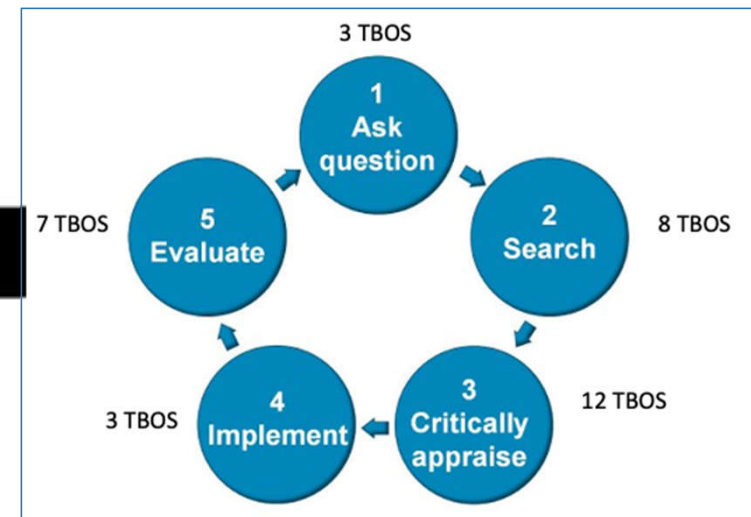 3 TBOS
1
Ask
question
2
Search
8 TBOS
3
Critically
appraise
12 TBOS
4
Implement
3 TBOS
5
Evaluate
7 TBOS